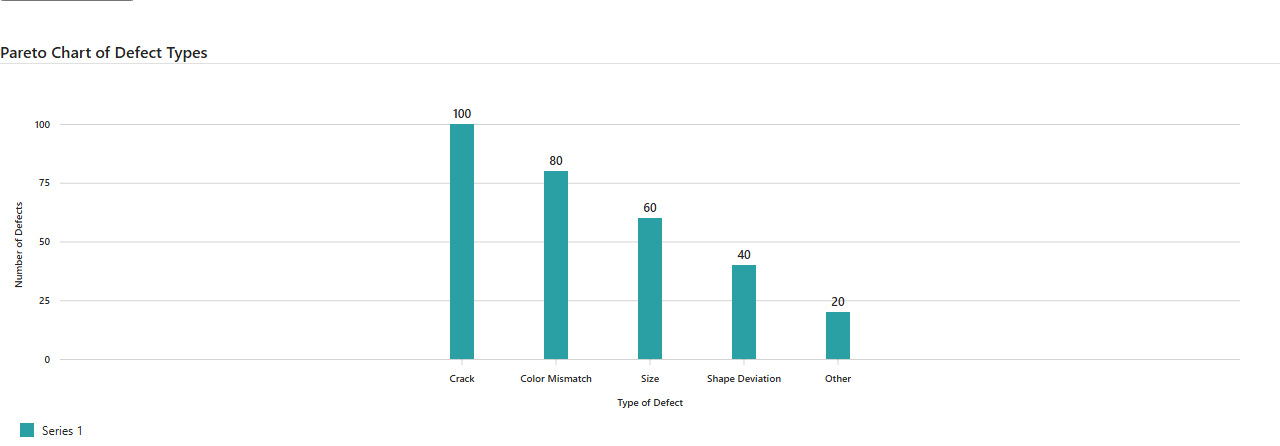 Pareto Chart of Defect Types
100
80
60
40
20
100
75
50
25
0
Number of Defects
Crack Color Mismatch Size Shape Deviation Other
Type of Defect
Series 1